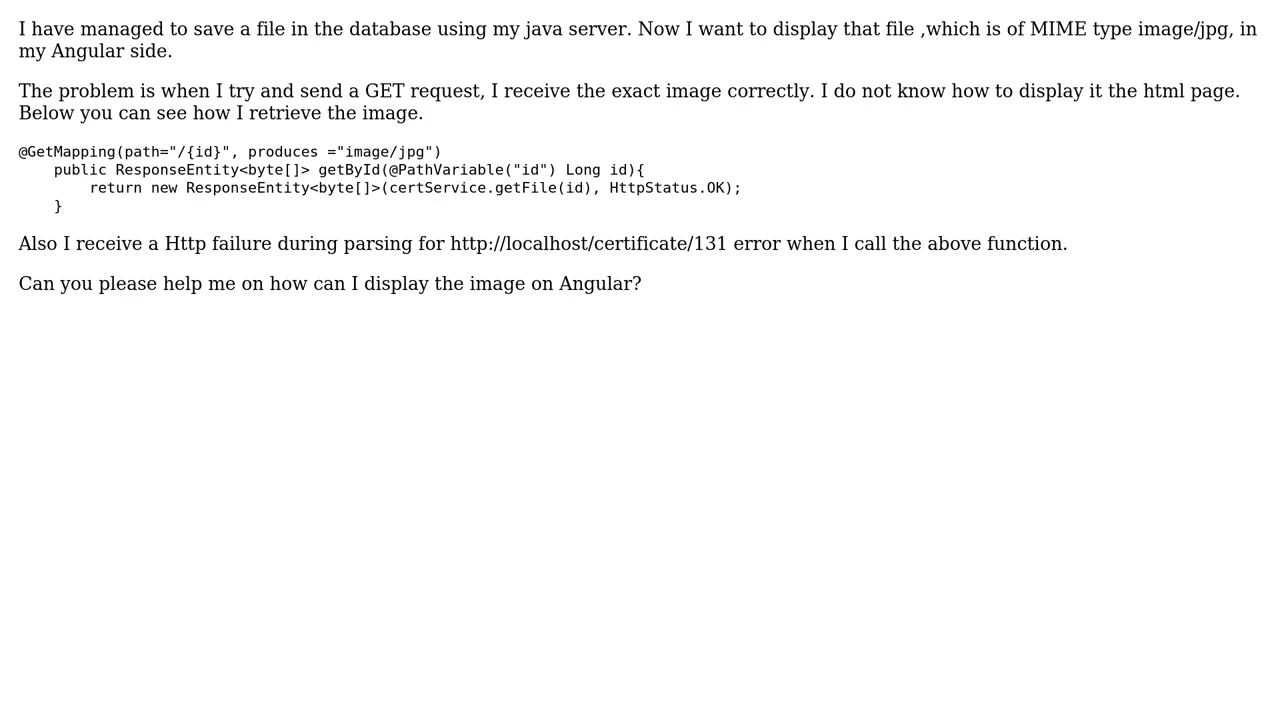 I have managed to save a file in the database using my java server. Now I want to display that file ,which is of MIME type image/jpg, in
my Angular side.
The problem is when I try and send a GET request, I receive the exact image correctly. I do not know how to display it the html page.
Below you can see how I retrieve the image.
@GetMapping(path="/{id}", produces ="image/jpg")
    public ResponseEntity<byte[]> getById(@PathVariable("id") Long id){
        return new ResponseEntity<byte[]>(certService.getFile(id), HttpStatus.OK);
    }
Also I receive a Http failure during parsing for http://localhost/certificate/131 error when I call the above function.
Can you please help me on how can I display the image on Angular?